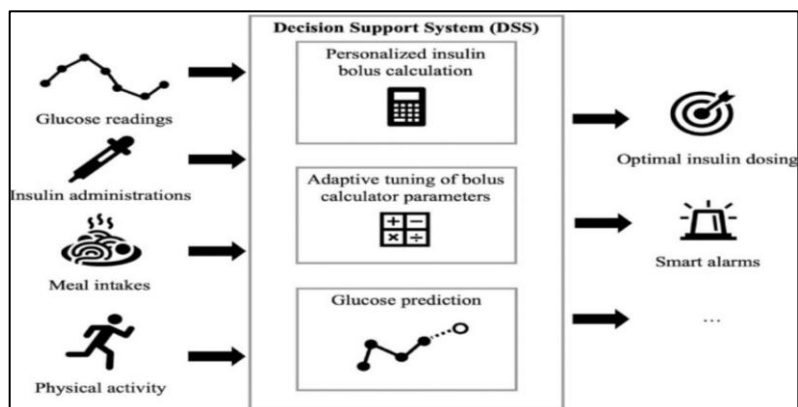 Decision Support System (DSS)
Glucose readings
Insulin administrations
Meal intakes
Physical activity
Personalized insulin
bolus calculation
Adaptive tuning of bolus
calculator parameters
+ −
× ÷
Glucose prediction
Optimal insulin dosing
Smart alarms
...